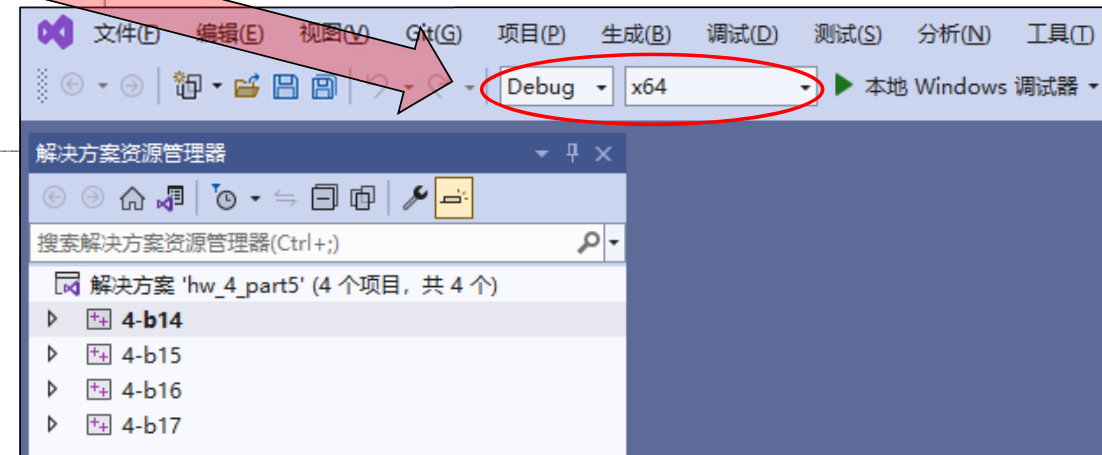 文件(F) 编辑(E) 视图(V) Git(G) 项目(P) 生成(B) 调试(D) 测试(S) 分析(N) 工具(T)
Debug x64 本地 Windows 调试器
解决方案资源管理器
搜索解决方案资源管理器(Ctrl+;)
解决方案 'hw_4_part5' (4 个项目, 共 4 个)
4-b14
4-b15
4-b16
4-b17